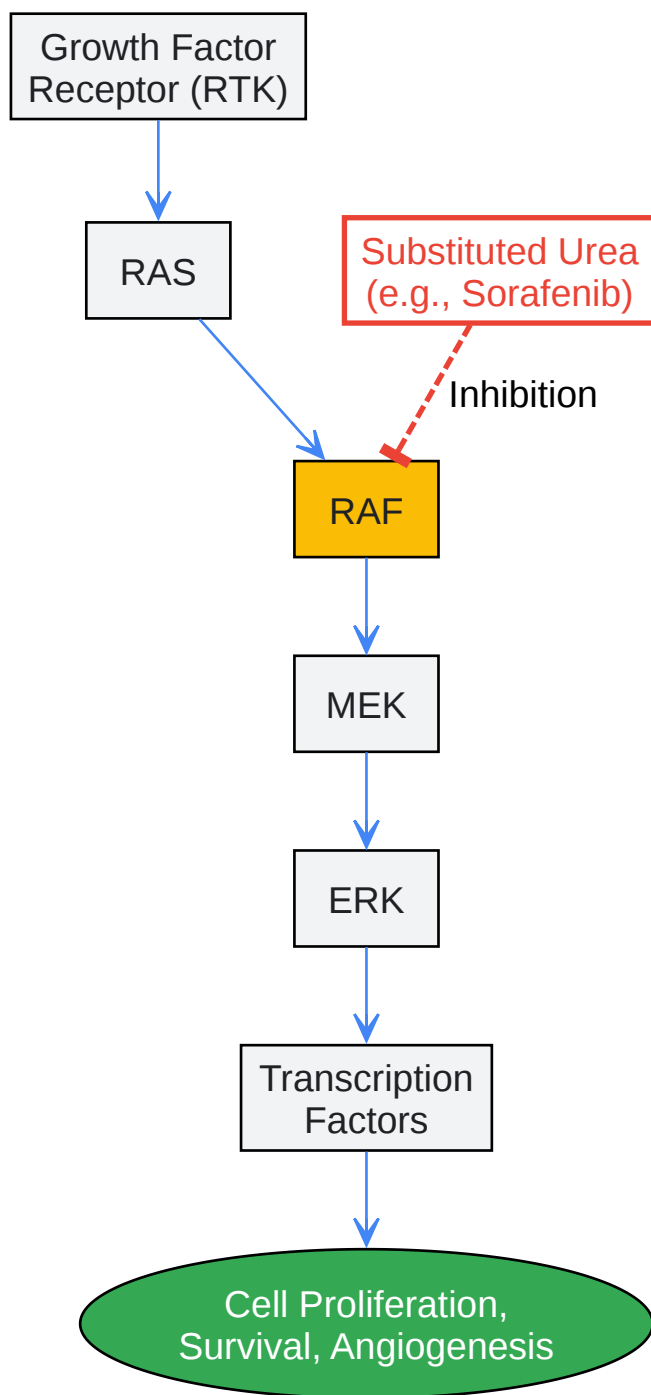 Growth Factor
Receptor (RTK)
RAS
Substituted Urea
(e.g., Sorafenib)
Inhibition
RAF
MEK
ERK
Transcription
Factors
Cell Proliferation,
Survival, Angiogenesis